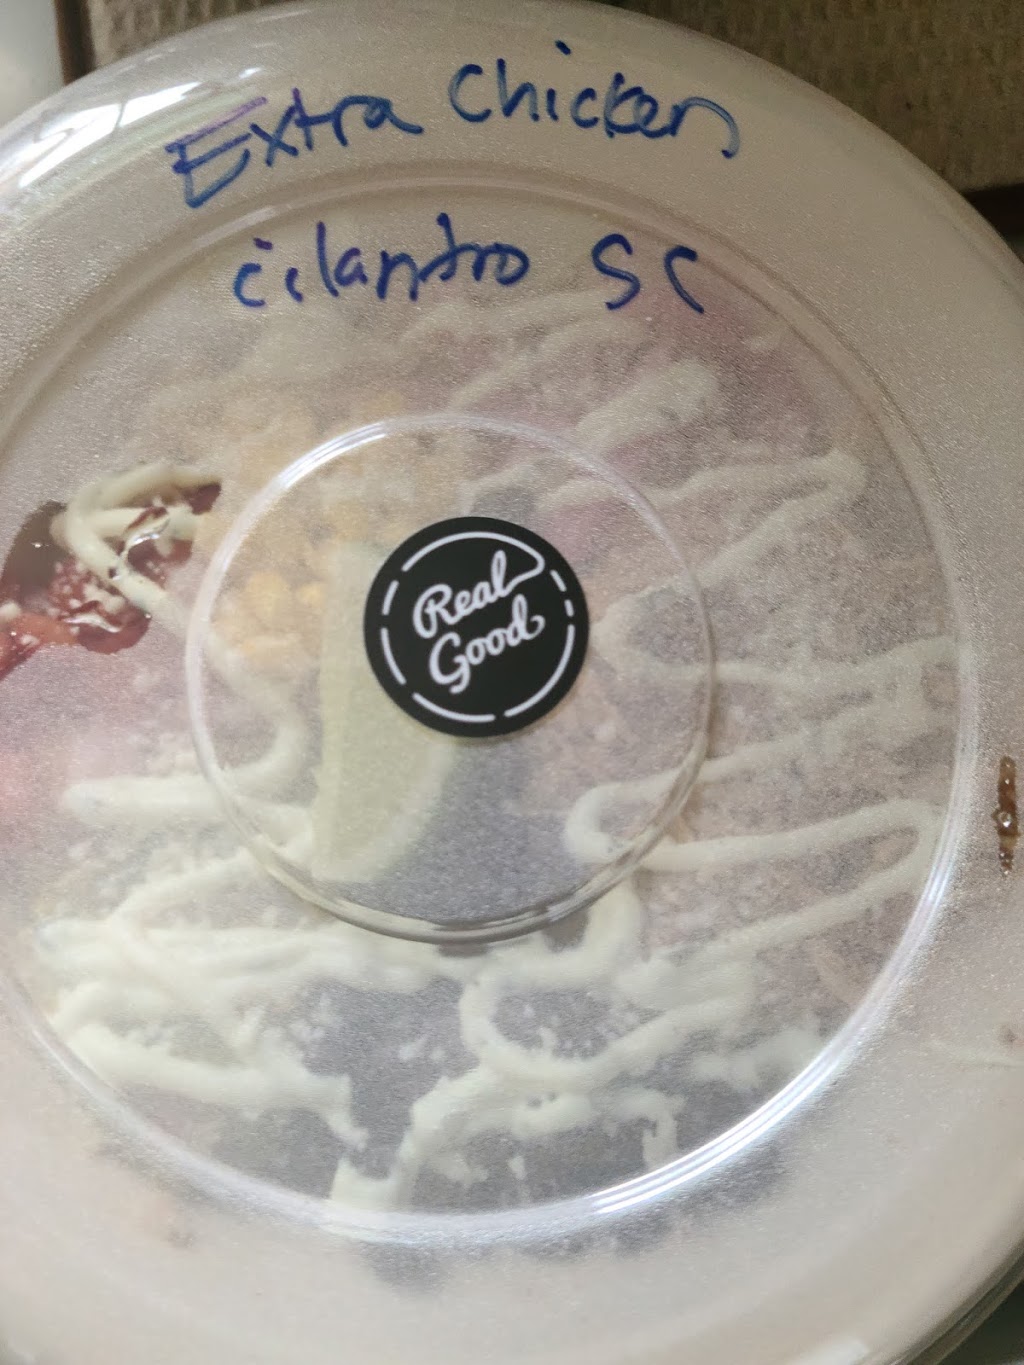 Extra Chicken
cilantro SC
Real
Good